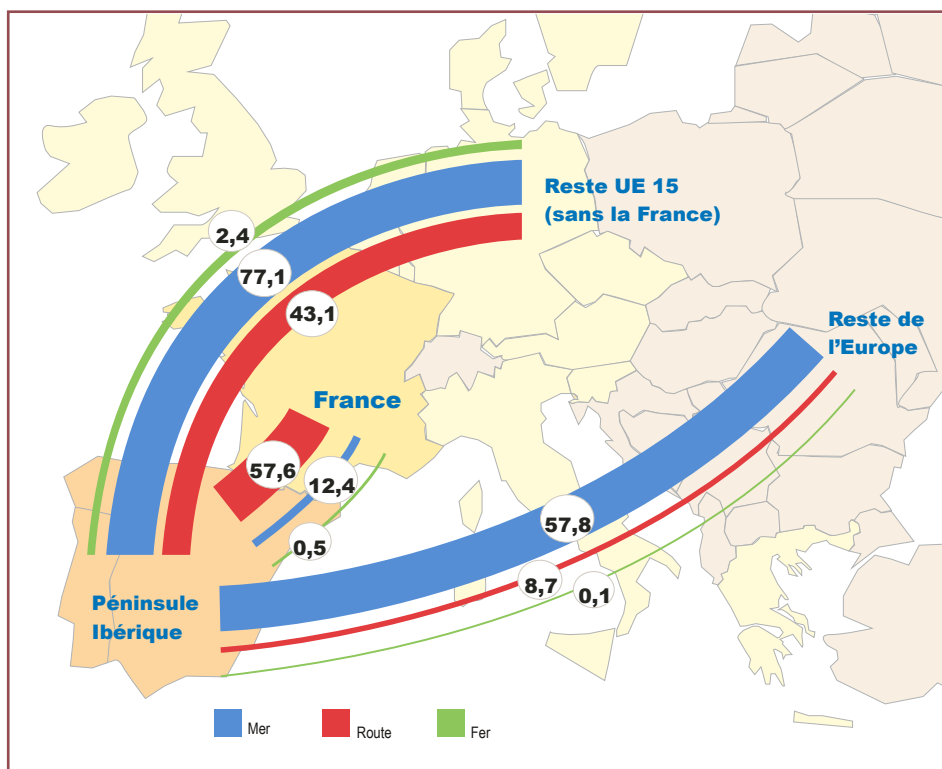 Reste UE 15
(sans la France)
2,4
77,1
43,1
Reste de
l'Europe
France
57,6
12,4
0,5
57,8
8,7
0,1
Péninsule
Ibérique
Mer
Route
Fer